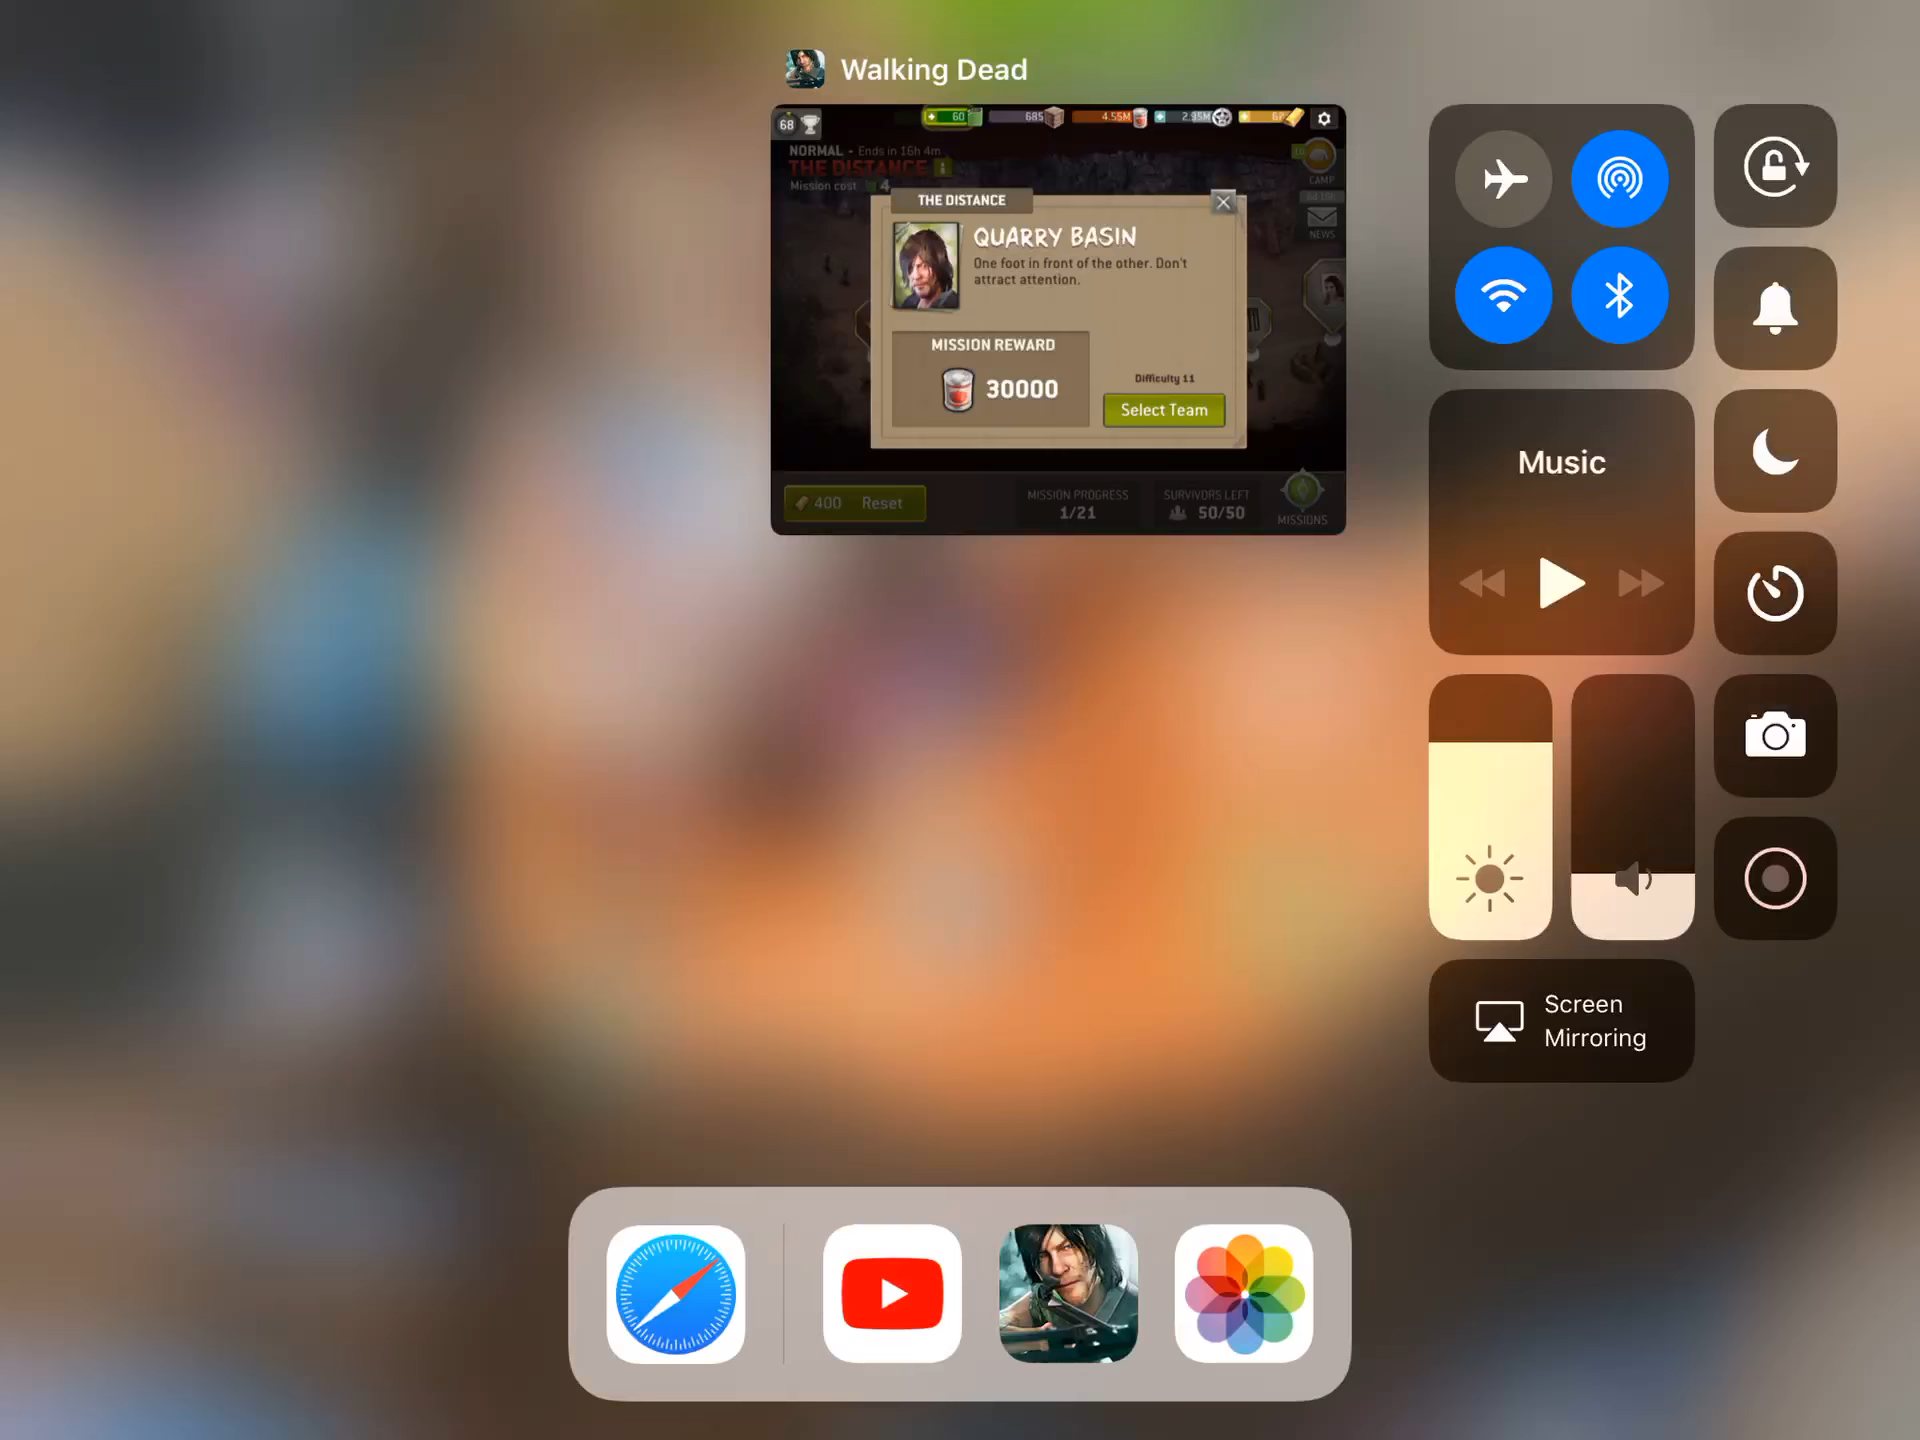 Walking Dead
68
60
685
4.55M
2.95M
NORMAL - Ends in 16h 4m
THE DISTANCE
Mission cost 4
CAMP
NEWS
THE DISTANCE
QUARRY BASIN
One foot in front of the other. Don't
attract attention.
MISSION REWARD
30000
Difficulty 11
Select Team
400 Reset
MISSION PROGRESS
1/21
SURVIVORS LEFT
50/50
MISSIONS
Music
Screen
Mirroring